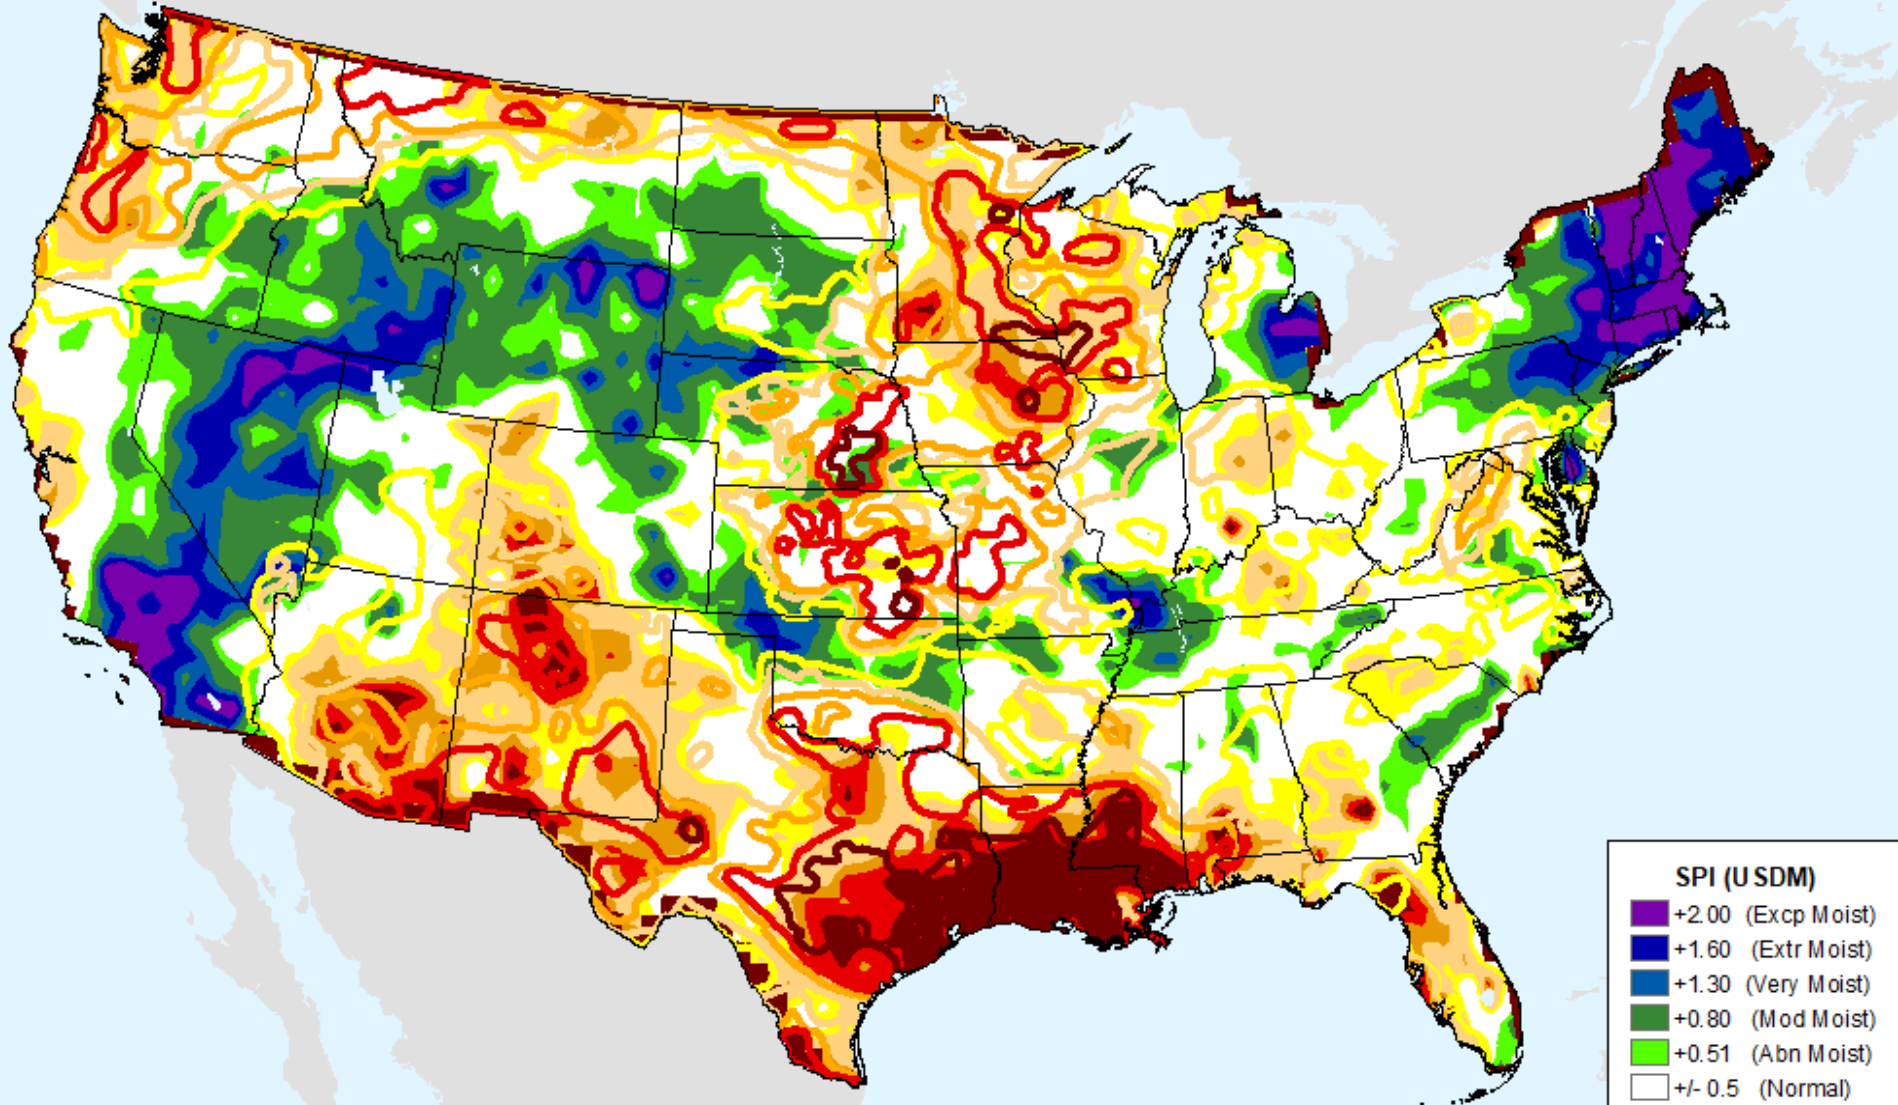 SPI (USDM)
+2.00 (Excp Moist)
+1.60 (Extr Moist)
+1.30 (Very Moist)
+0.80 (Mod Moist)
+0.51 (Abn Moist)
+/- 0.5 (Normal)